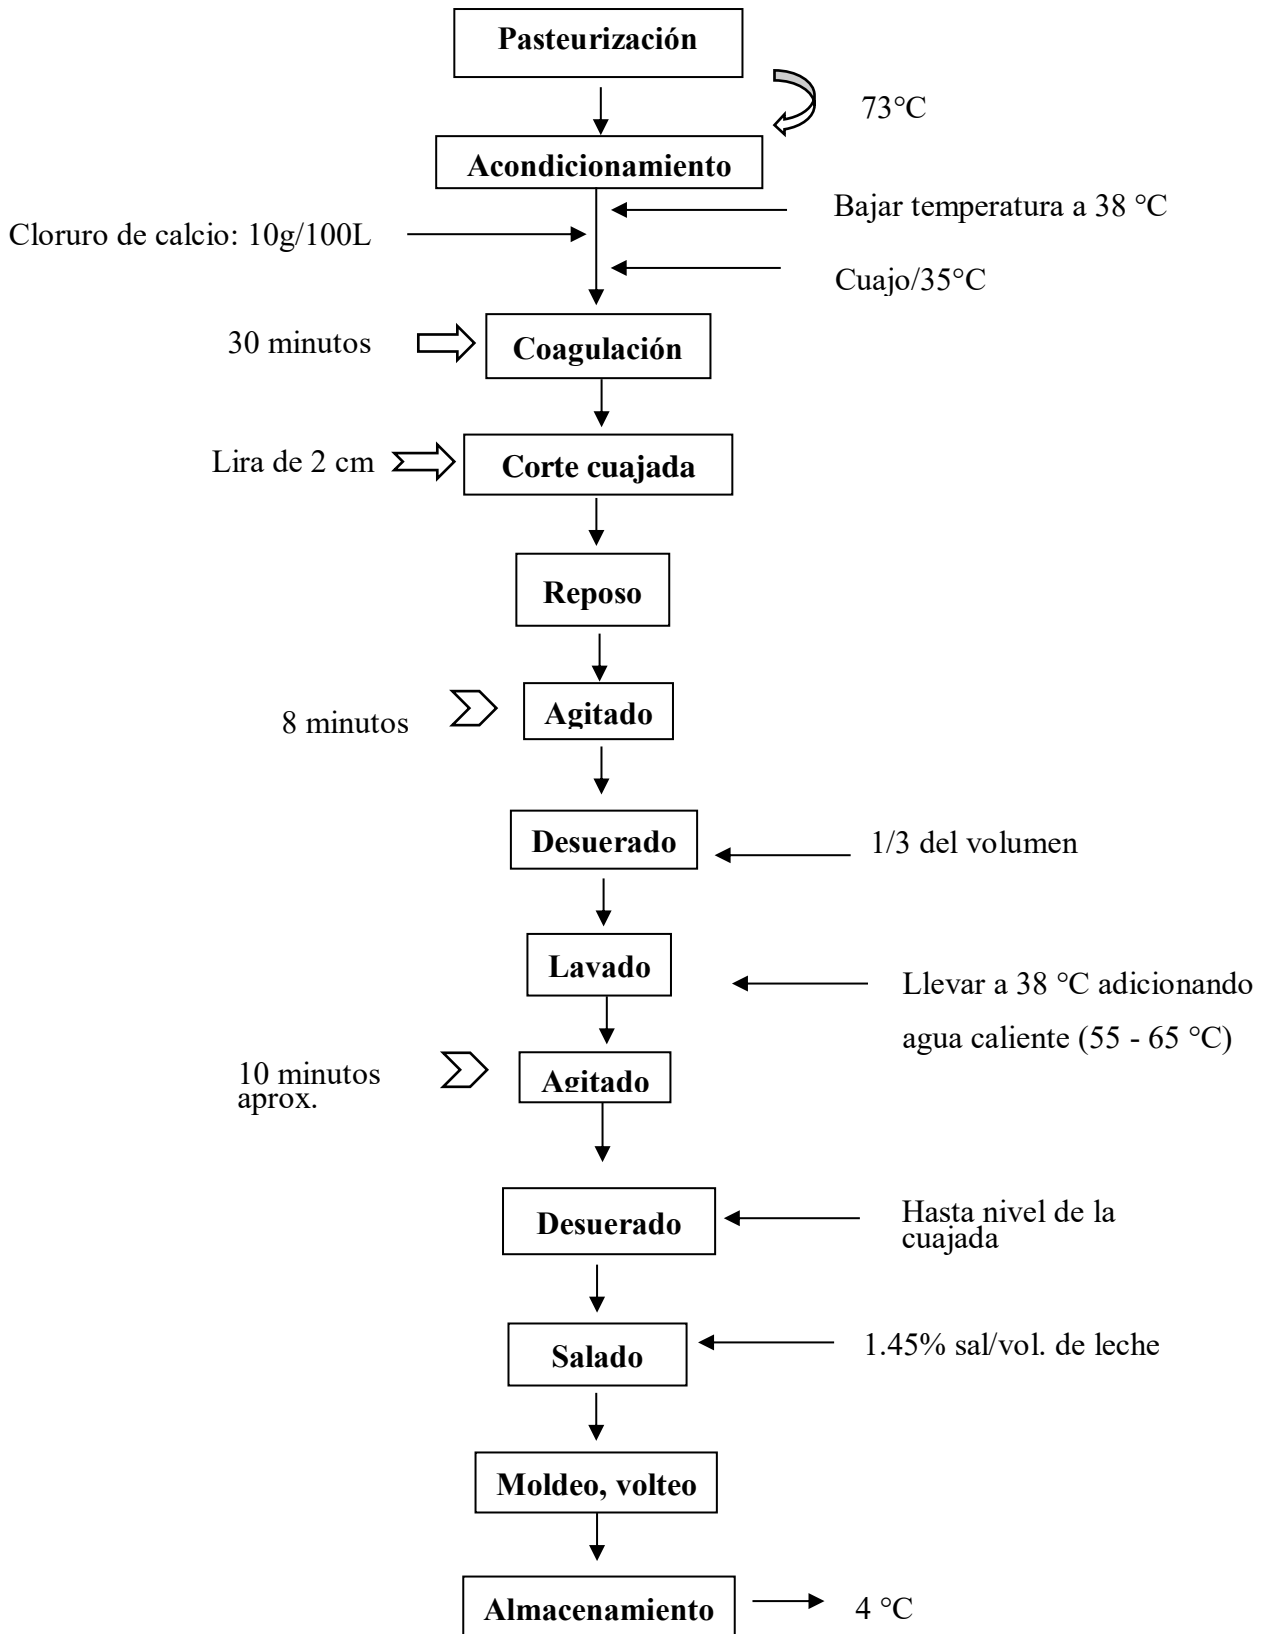 Pasteurización
73°C
Acondicionamiento
Bajar temperatura a 38 °C
Cloruro de calcio: 10g/100L
Cuajo/35°C
30 minutos
Coagulación
Lira de 2 cm
Corte cuajada
Reposo
8 minutos
Agitado
Desuerado
1/3 del volumen
Lavado
Llevar a 38 °C adicionando
agua caliente (55 - 65 °C)
10 minutos
aprox.
Agitado
Desuerado
Hasta nivel de la
cuajada
Salado
1.45% sal/vol. de leche
Moldeo, volteo
Almacenamiento
4 °C